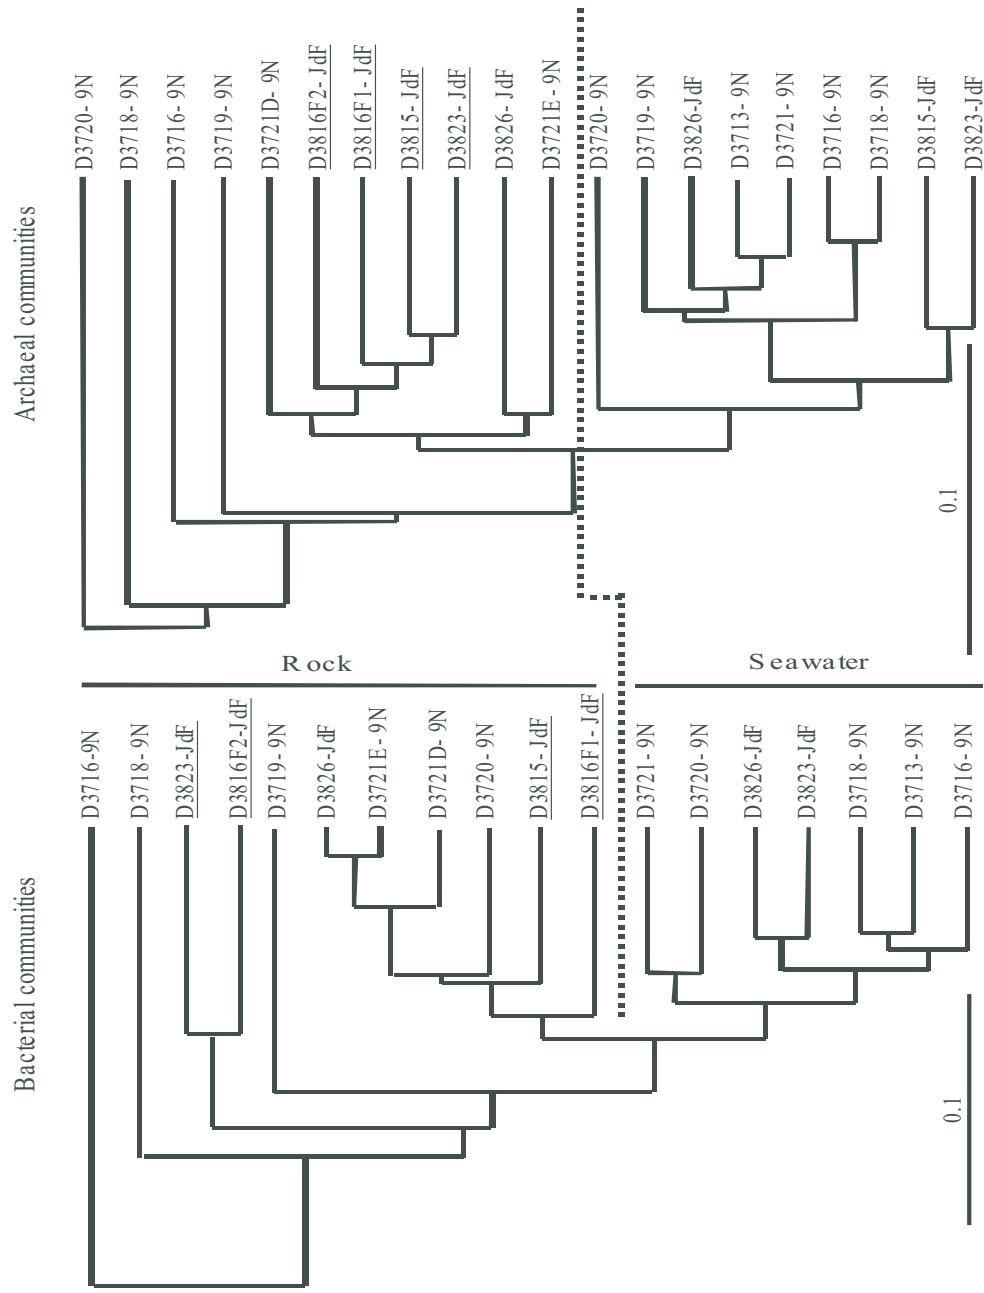 Archaeal communities
D3720- 9N
D3718- 9N
D3716- 9N
D3719- 9N
D3721D- 9N
D3816F2- JdF
D3816F1- JdF
D3815- JdF
D3823- JdF
D3826- JdF
D3721E- 9N
D3720- 9N
D3719- 9N
D3826-JdF
D3713- 9N
D3721- 9N
D3716- 9N
D3718- 9N
D3815-JdF
D3823-JdF
0.1
Rock
Seawater
Bacterial communities
D3716-9N
D3718- 9N
D3823-JdF
D3816F2-JdF
D3719- 9N
D3826-JdF
D3721E- 9N
D3721D- 9N
D3720- 9N
D3815- JdF
D3816F1- JdF
D3721- 9N
D3720- 9N
D3826-JdF
D3823-JdF
D3718- 9N
D3713- 9N
D3716- 9N
0.1